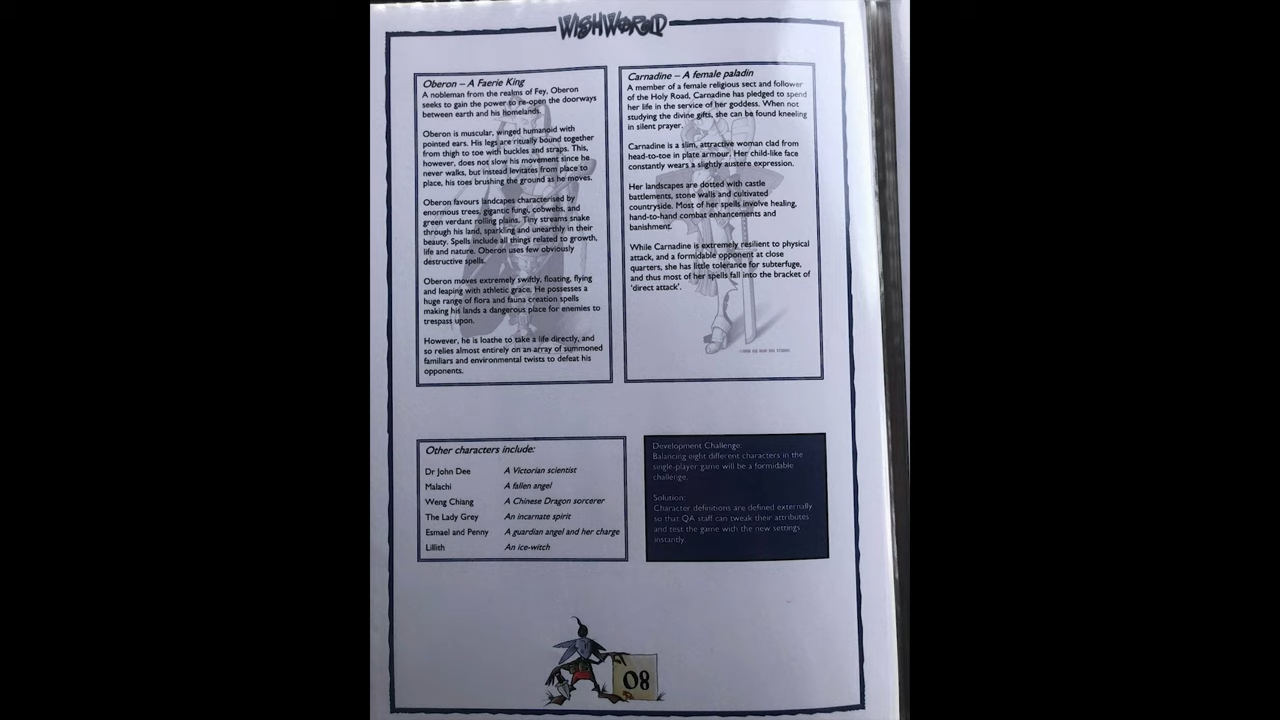 WISHWORLD
Oberon – A Faerie King
A nobleman from the realms of Fey, Oberon
seeks to gain the power to re-open the doorways
between earth and his homelands.
Oberon is muscular, winged humanoid with
pointed ears. His legs are ritually bound together
from thigh to toe with buckles and straps. This,
however, does not slow his movement since he
never walks, but instead levitates from place to
place, his toes brushing the ground as he moves.
Oberon favours landcapes characterised by
enormous trees, gigantic fungi, cobwebs, and
green verdant rolling plains. Tiny streams snake
through his land, sparkling and unearthly in their
beauty. Spells include all things related to growth,
life and nature. Oberon uses few obviously
destructive spells.
Oberon moves extremely swiftly, floating, flying
and leaping with athletic grace. He possesses a
huge range of flora and fauna creation spells
making his lands a dangerous place for enemies to
trespass upon.
However, he is loathe to take a life directly, and
so relies almost entirely on an array of summoned
familiars and environmental twists to defeat his
opponents.
Carnadine – A female paladin
A member of a female religious sect and follower
of the Holy Road, Carnadine has pledged to spend
her life in the service of her goddess. When not
studying the divine gifts, she can be found kneeling
in silent prayer.
Carnadine is a slim, attractive woman clad from
head-to-toe in plate armour. Her child-like face
constantly wears a slightly austere expression.
Her landscapes are dotted with castle
battlements, stone walls and cultivated
countryside. Most of her spells involve healing,
hand-to-hand combat enhancements and
banishment.
While Carnadine is extremely resilient to physical
attack, and a formidable opponent at close
quarters, she has little tolerance for subterfuge,
and thus most of her spells fall into the bracket of
'direct attack'.
Other characters include:
Dr John Dee A Victorian scientist
Malachi A fallen angel
Weng Chiang A Chinese Dragon sorcerer
The Lady Grey An incarnate spirit
Esmael and Penny A guardian angel and her charge
Lillith An ice-witch
Development Challenge:
Balancing eight different characters in the
single-player game will be a formidable
challenge.
Solution:
Character definitions are defined externally
so that QA staff can tweak their attributes
and test the game with the new settings
instantly.
08